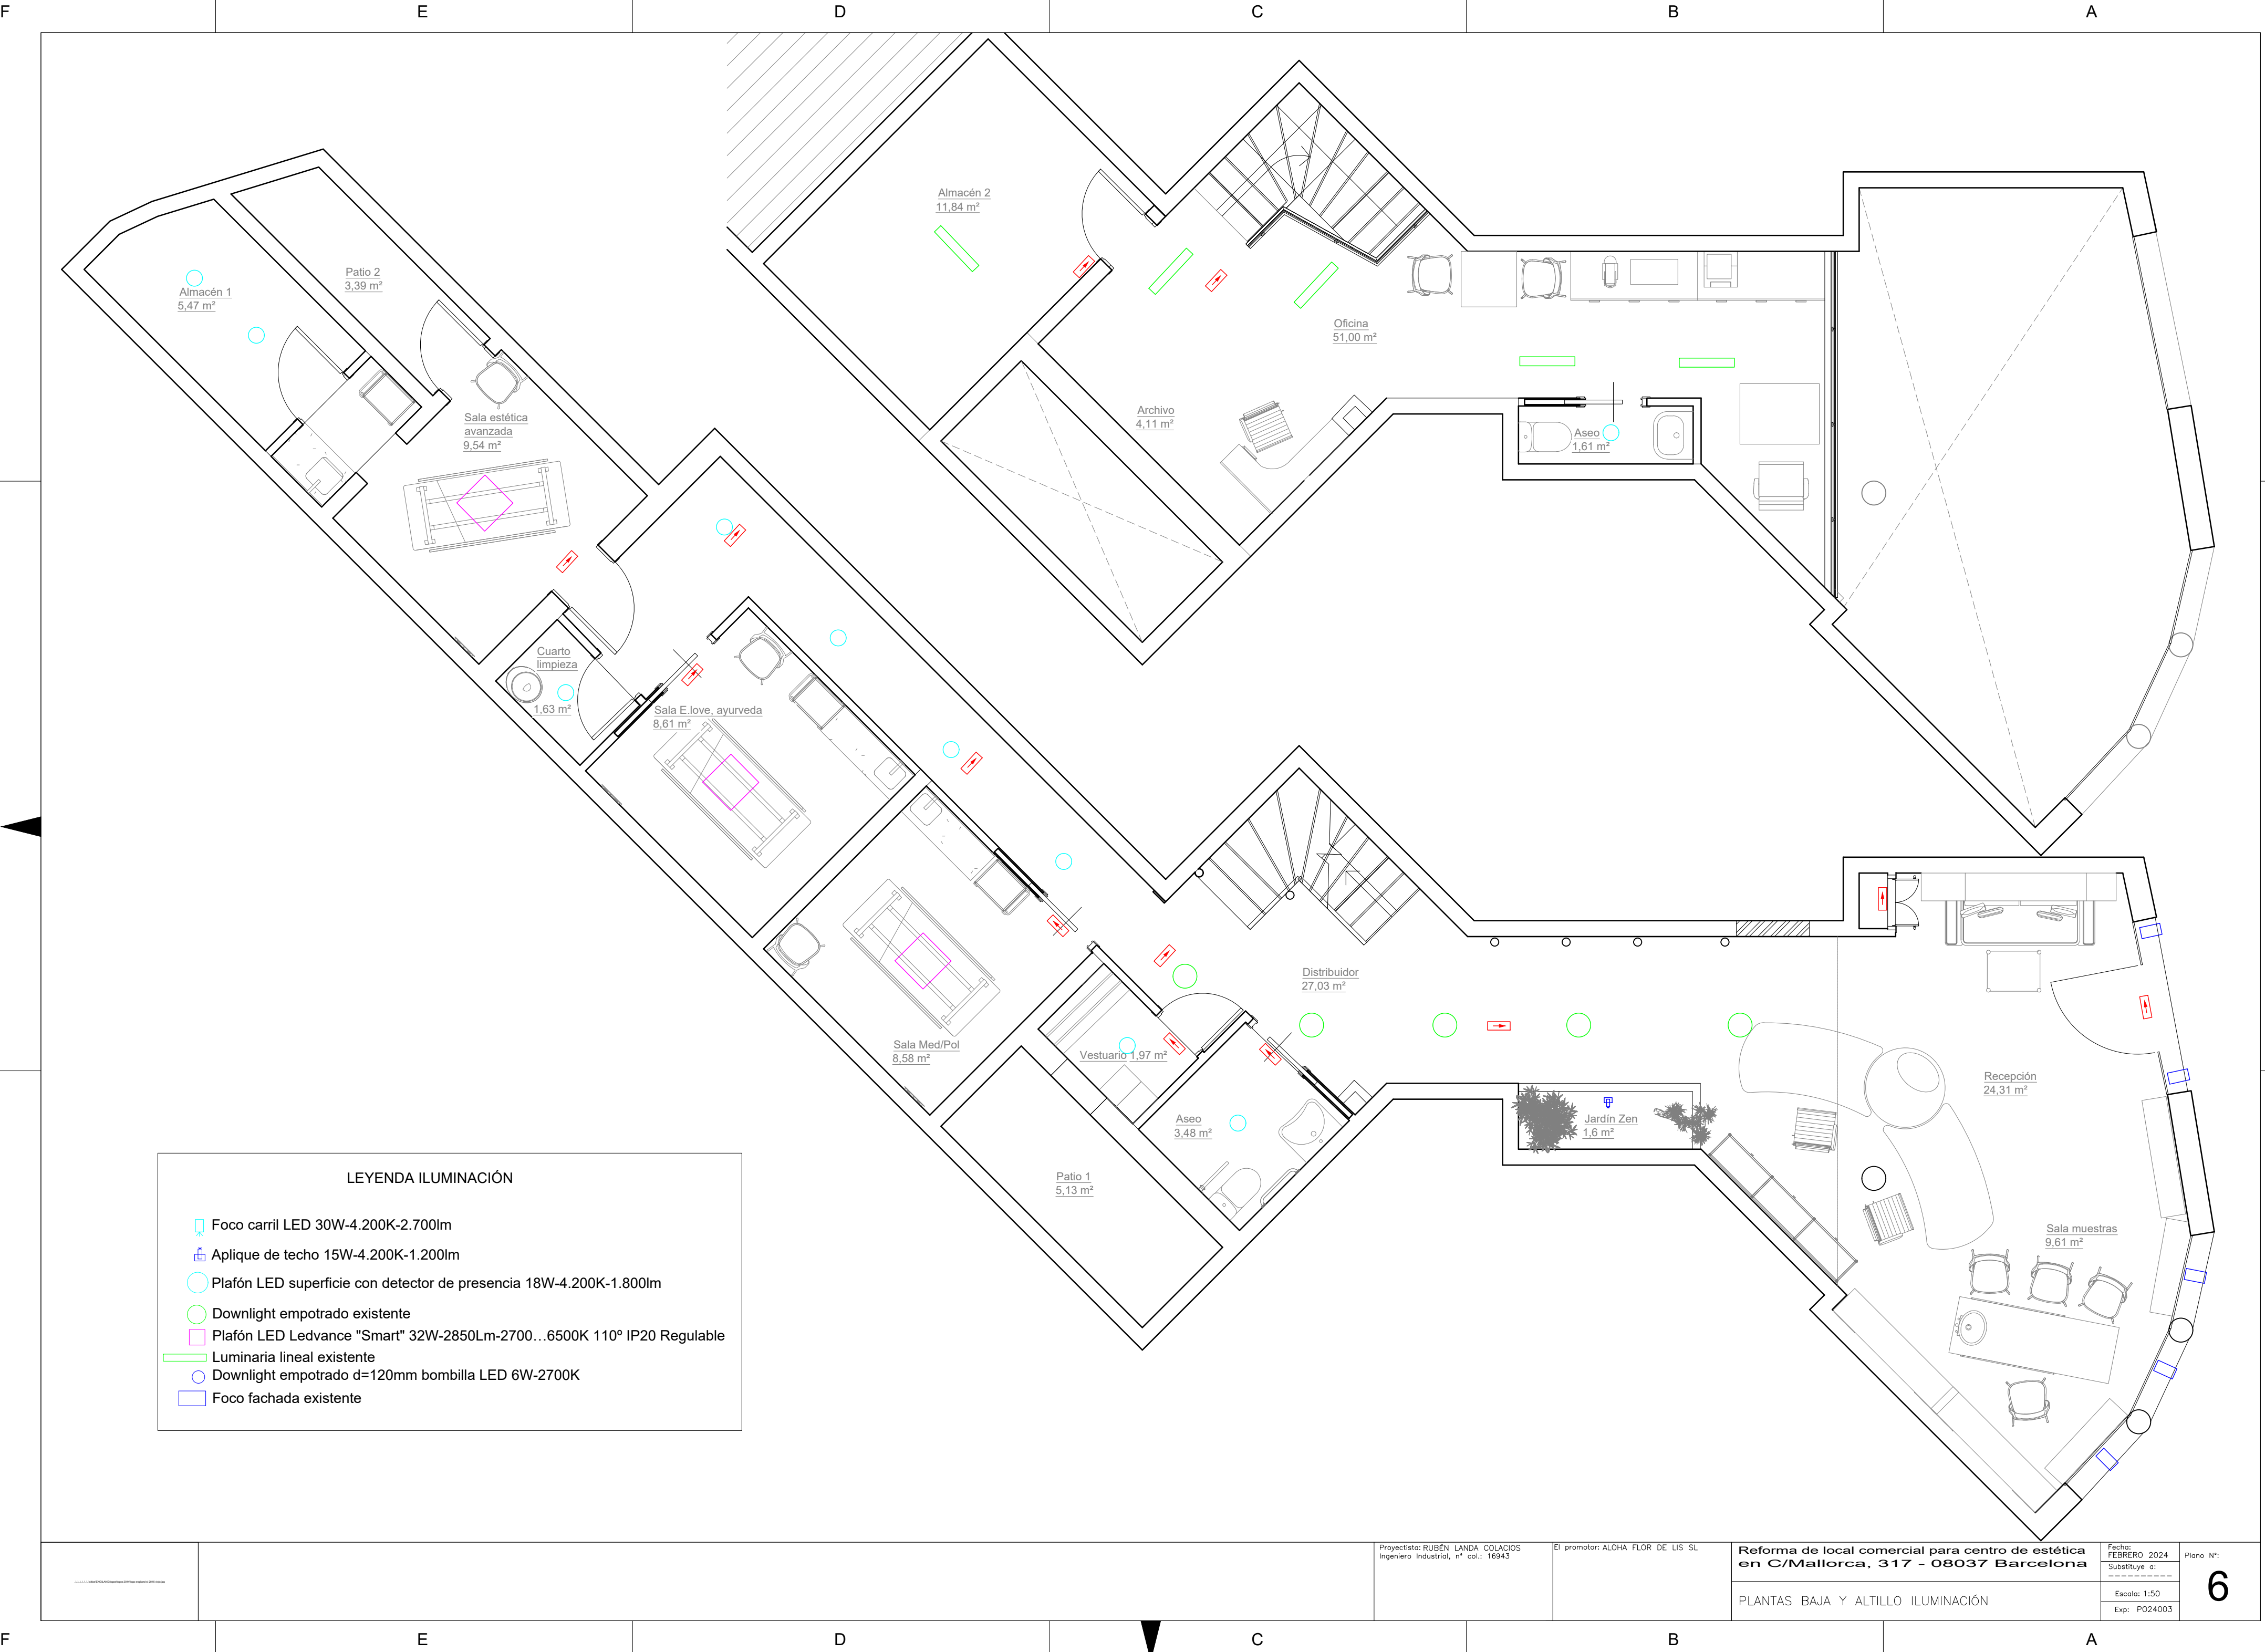 F E D C B A
Almacén 2
11,84 m²
Patio 2
3,39 m²
Almacén 1
5,47 m²
Oficina
51,00 m²
Sala estética
avanzada
9,54 m²
Archivo
4,11 m²
Aseo
1,61 m²
Cuarto
limpieza
1,63 m²
Sala E.love, ayurveda
8,61 m²
Distribuidor
27,03 m²
Sala Med/Pol
8,58 m²
Vestuario 1,97 m²
Recepción
24,31 m²
Aseo
3,48 m²
Jardín Zen
1,6 m²
Patio 1
5,13 m²
Sala muestras
9,61 m²
LEYENDA ILUMINACIÓN
Foco carril LED 30W-4.200K-2.700lm
Aplique de techo 15W-4.200K-1.200lm
Plafón LED superficie con detector de presencia 18W-4.200K-1.800lm
Downlight empotrado existente
Plafón LED Ledvance "Smart" 32W-2850Lm-2700…6500K 110º IP20 Regulable
Luminaria lineal existente
Downlight empotrado d=120mm bombilla LED 6W-2700K
Foco fachada existente
Proyectista: RUBÉN LANDA COLACIOS
Ingeniero Industrial, nº col.: 16943
El promotor: ALOHA FLOR DE LIS SL
Reforma de local comercial para centro de estética
en C/Mallorca, 317 - 08037 Barcelona
PLANTAS BAJA Y ALTILLO ILUMINACIÓN
Fecha:
FEBRERO 2024
Substituye a:
----------
Escala: 1:50
Exp: P024003
Plano Nº:
6
F E D C B A